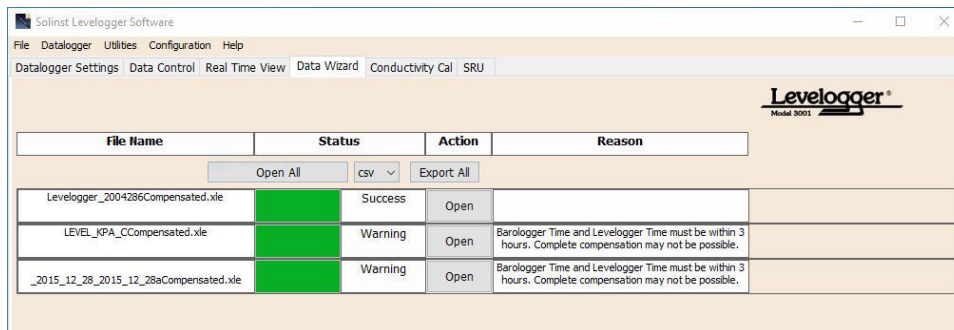 Solinst Levelogger Software
File Datalogger Utilities Configuration Help
Datalogger Settings Data Control Real Time View Data Wizard Conductivity Cal SRU
Levelogger®
Model 3001
File Name Status Action Reason
Open All csv Export All
Levelogger_2004286Compensated.xle Success Open
LEVEL_KPA_CCompensated.xle Warning Open Barologger Time and Levelogger Time must be within 3
hours. Complete compensation may not be possible.
_2015_12_28_2015_12_28aCompensated.xle Warning Open Barologger Time and Levelogger Time must be within 3
hours. Complete compensation may not be possible.